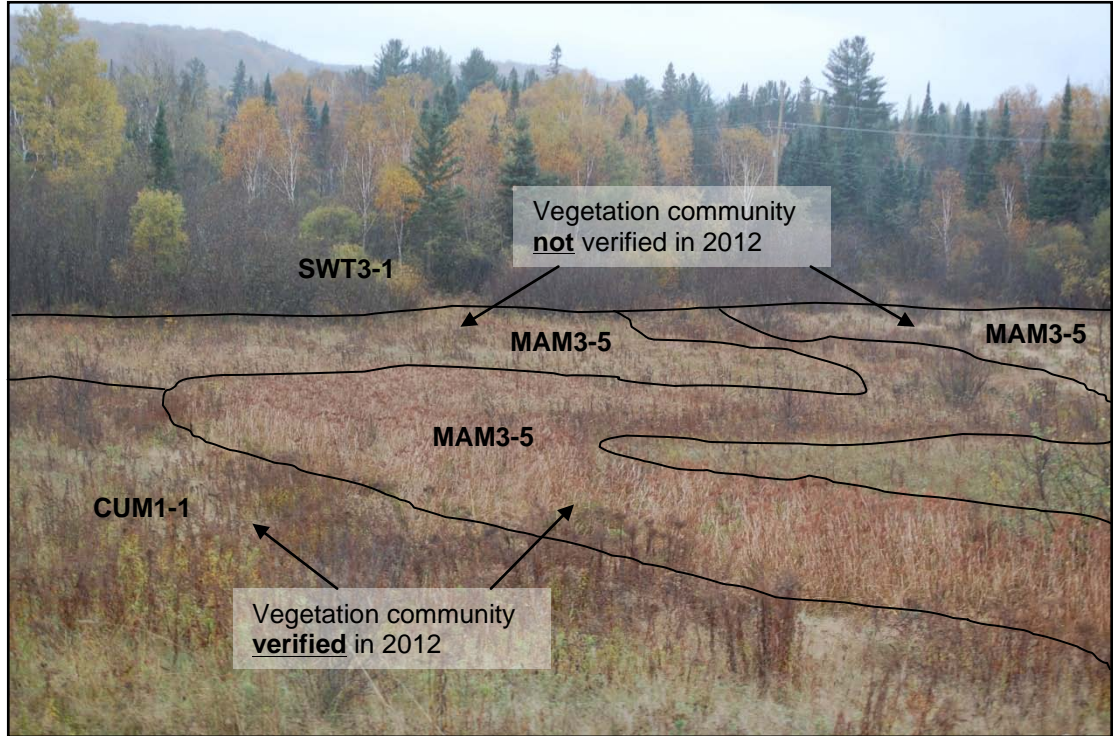 Vegetation community
not verified in 2012
SWT3-1
MAM3-5
MAM3-5
MAM3-5
CUM1-1
Vegetation community
verified in 2012